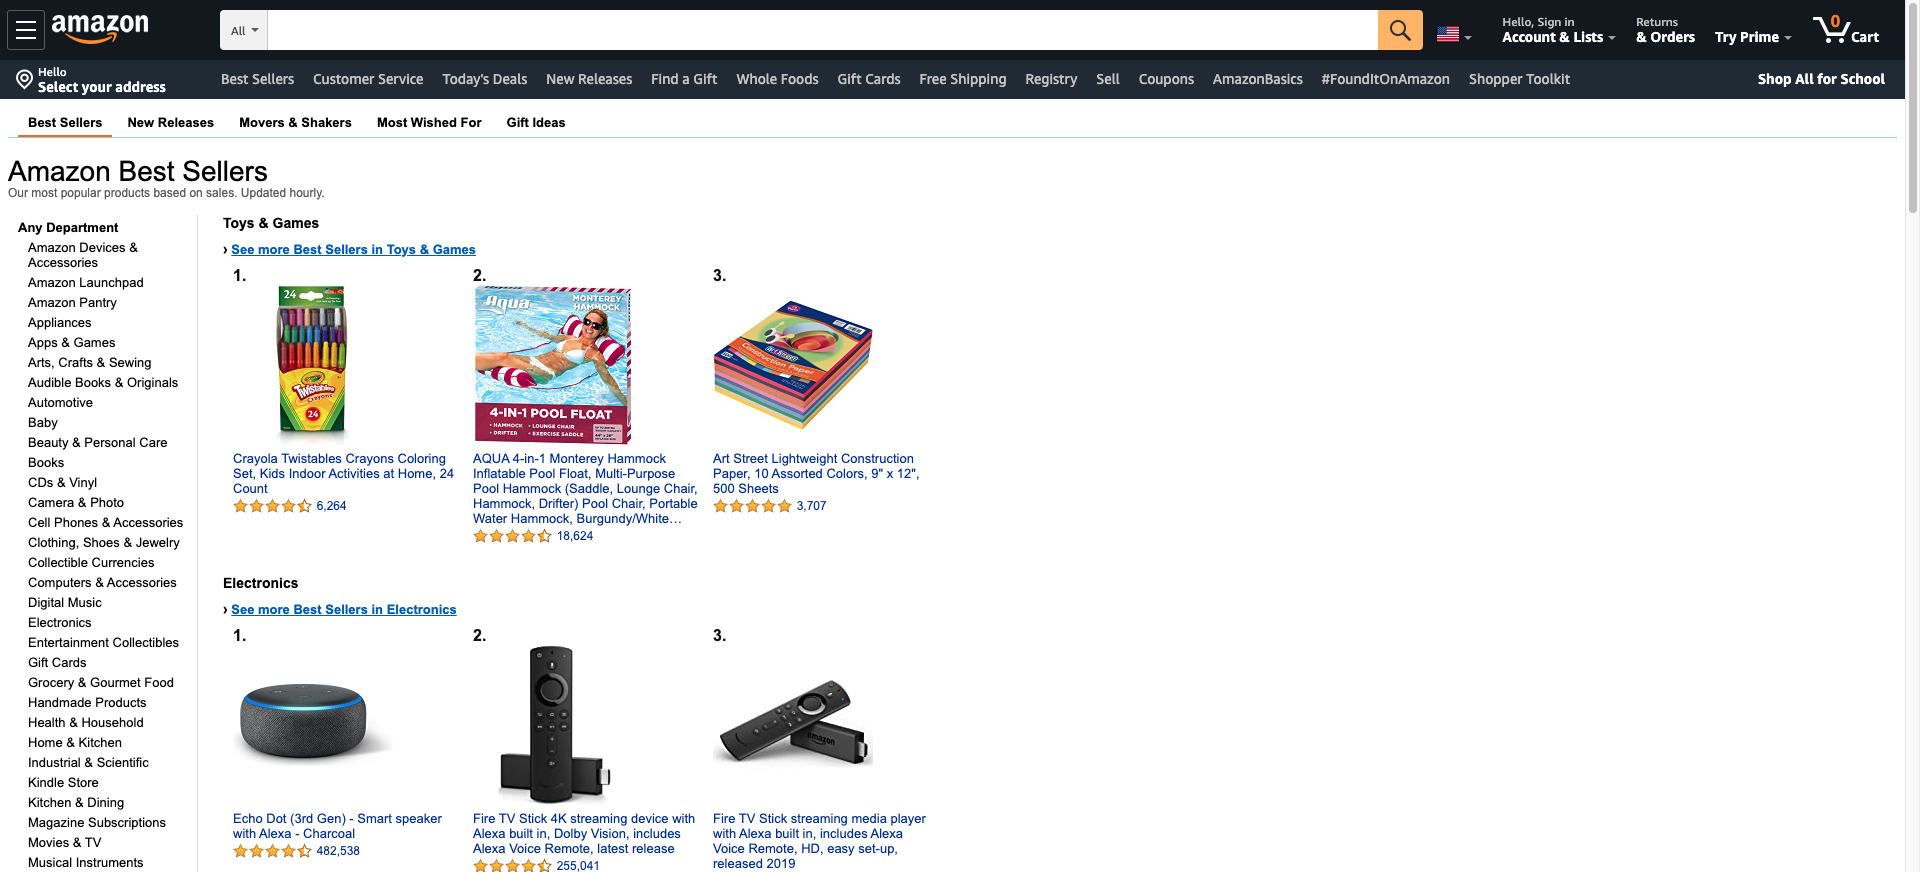 amazon
All
Hello, Sign in
Account & Lists
Returns
& Orders
Try Prime
0
Cart
Hello
Select your address
Best Sellers
Customer Service
Today's Deals
New Releases
Find a Gift
Whole Foods
Gift Cards
Free Shipping
Registry
Sell
Coupons
AmazonBasics
#FoundItOnAmazon
Shopper Toolkit
Shop All for School
Best Sellers
New Releases
Movers & Shakers
Most Wished For
Gift Ideas
Amazon Best Sellers
Our most popular products based on sales. Updated hourly.
Any Department
Amazon Devices &
Accessories
Amazon Launchpad
Amazon Pantry
Appliances
Apps & Games
Arts, Crafts & Sewing
Audible Books & Originals
Automotive
Baby
Beauty & Personal Care
Books
CDs & Vinyl
Camera & Photo
Cell Phones & Accessories
Clothing, Shoes & Jewelry
Collectible Currencies
Computers & Accessories
Digital Music
Electronics
Entertainment Collectibles
Gift Cards
Grocery & Gourmet Food
Handmade Products
Health & Household
Home & Kitchen
Industrial & Scientific
Kindle Store
Kitchen & Dining
Magazine Subscriptions
Movies & TV
Musical Instruments
Toys & Games
› See more Best Sellers in Toys & Games
1.
24
Crayola
Twistables
Crayons
24
Crayola Twistables Crayons Coloring
Set, Kids Indoor Activities at Home, 24
Count
6,264
2.
Aqua
MONTEREY
HAMMOCK
4-IN-1 POOL FLOAT
• HAMMOCK • LOUNGE CHAIR
• DRIFTER • EXERCISE SADDLE
AQUA 4-in-1 Monterey Hammock
Inflatable Pool Float, Multi-Purpose
Pool Hammock (Saddle, Lounge Chair,
Hammock, Drifter) Pool Chair, Portable
Water Hammock, Burgundy/White…
18,624
3.
Art Street
Construction Paper
Art Street Lightweight Construction
Paper, 10 Assorted Colors, 9" x 12",
500 Sheets
3,707
Electronics
› See more Best Sellers in Electronics
1.
Echo Dot (3rd Gen) - Smart speaker
with Alexa - Charcoal
482,538
2.
Fire TV Stick 4K streaming device with
Alexa built in, Dolby Vision, includes
Alexa Voice Remote, latest release
255,041
3.
amazon
Fire TV Stick streaming media player
with Alexa built in, includes Alexa
Voice Remote, HD, easy set-up,
released 2019